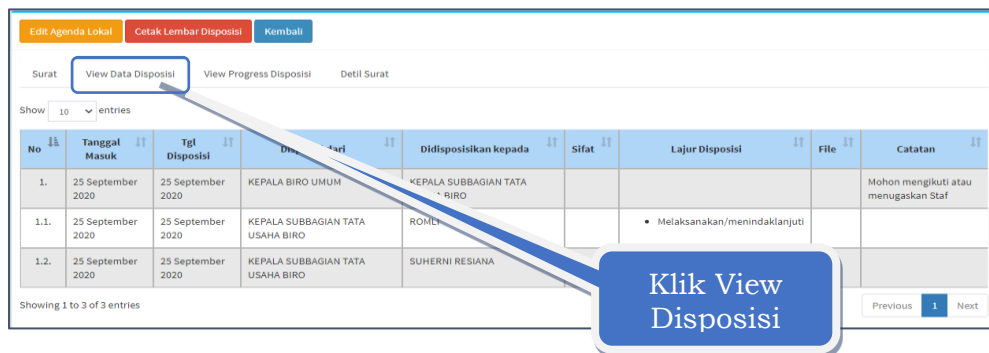 Edit Agenda Lokal Cetak Lembar Disposisi Kembali
Surat View Data Disposisi View Progress Disposisi Detil Surat
Show 10 entries
No Tanggal Masuk Tgl Disposisi dari Didisposisikan kepada Sifat Lajur Disposisi File Catatan
1. 25 September 2020 25 September 2020 KEPALA BIRO UMUM KEPALA SUBBAGIAN TATA BIRO Mohon mengikuti atau menugaskan Staf
1.1. 25 September 2020 25 September 2020 KEPALA SUBBAGIAN TATA USAHA BIRO • Melaksanakan/menindaklanjuti
1.2. 25 September 2020 25 September 2020 KEPALA SUBBAGIAN TATA USAHA BIRO SUHERNI RESIANA
Showing 1 to 3 of 3 entries
Previous 1 Next
Klik View
Disposisi